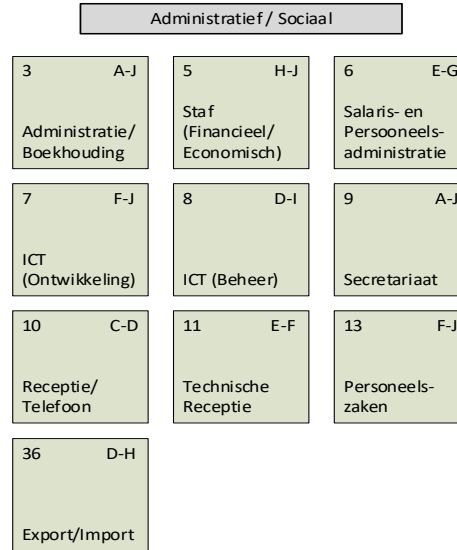 Administratief / Sociaal
3 A-J
Administratie/
Boekhouding
5 H-J
Staf
(Financieel/
Economisch)
6 E-G
Salaris- en
Persooneels-
administratie
7 F-J
ICT
(Ontwikkeling)
8 D-I
ICT (Beheer)
9 A-J
Secretariaat
10 C-D
Receptie/
Telefoon
11 E-F
Technische
Receptie
13 F-J
Personeels-
zaken
36 D-H
Export/Import